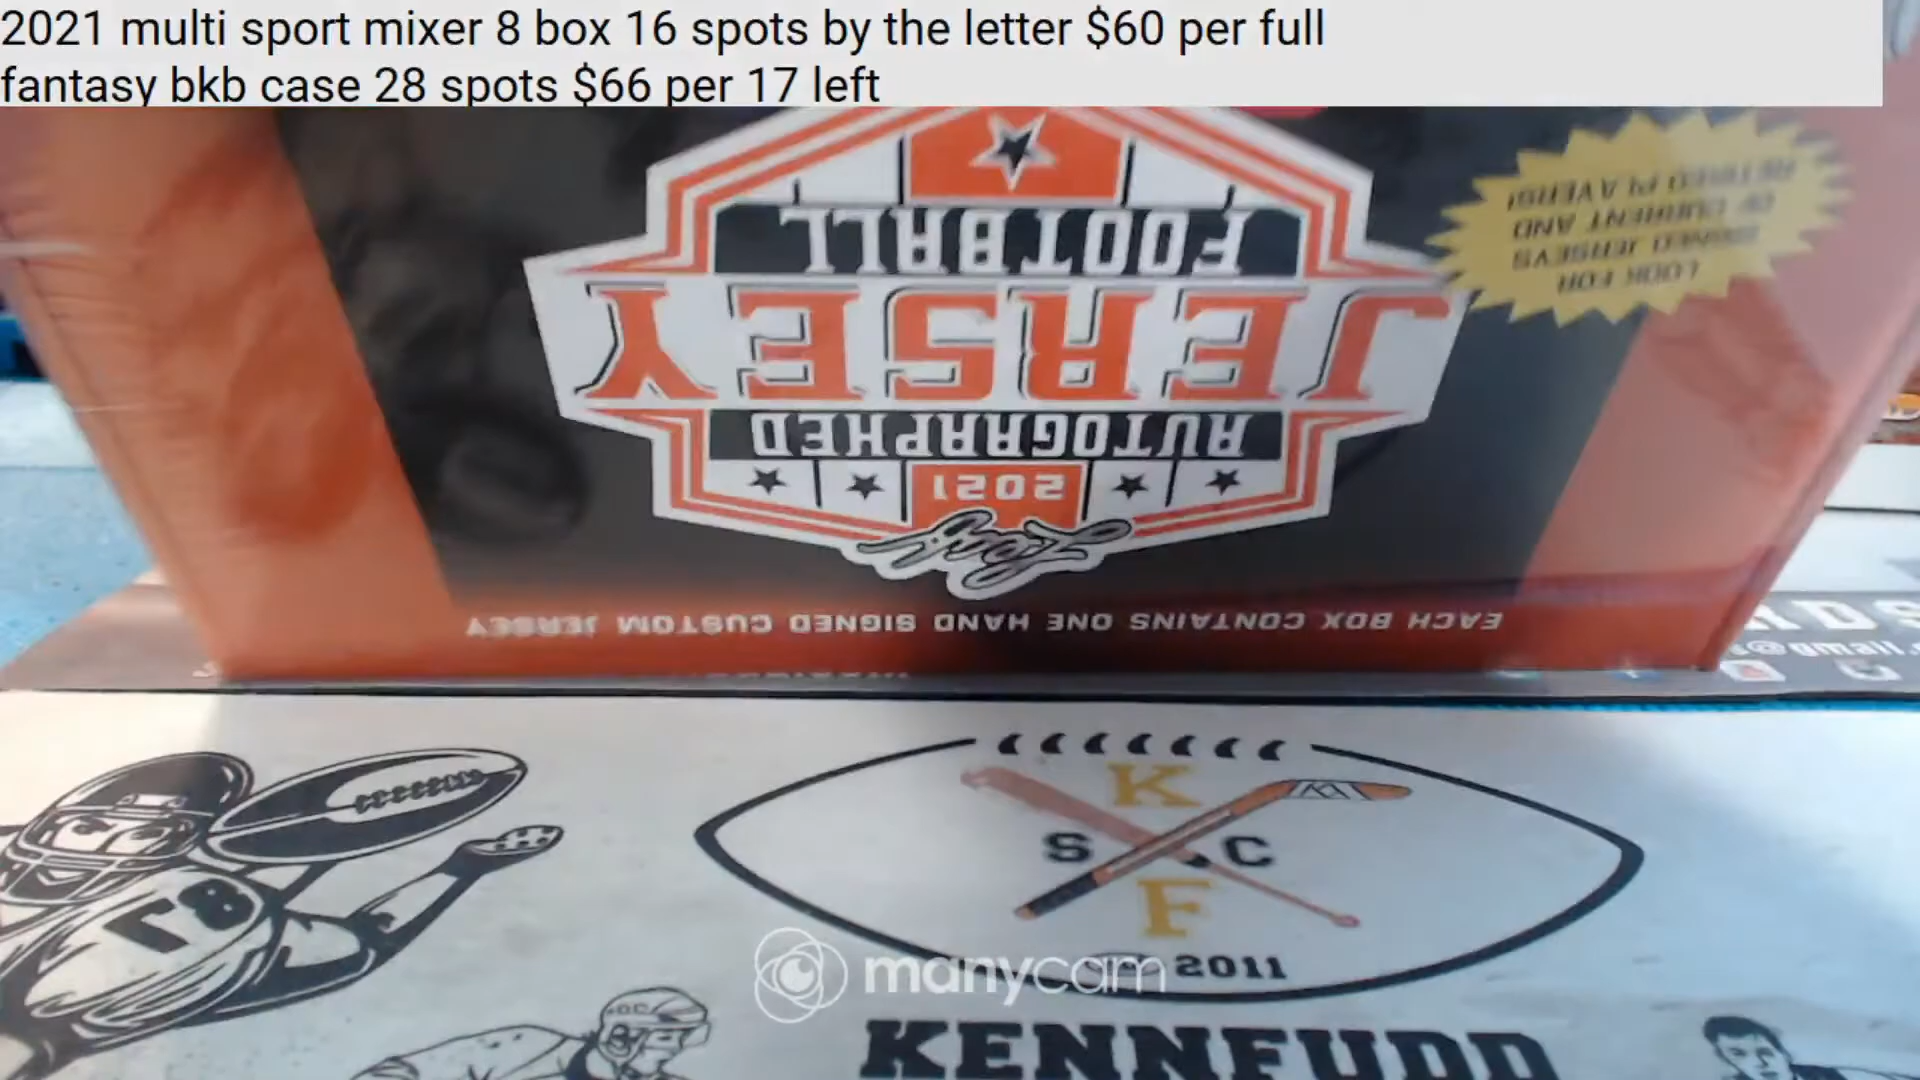 2021 multi sport mixer 8 box 16 spots by the letter $60 per full
fantasy bkb case 28 spots $66 per 17 left
EACH BOX CONTAINS ONE HAND SIGNED CUSTOM JERSEY
Leaf
2021
AUTOGRAPHED
JERSEY
FOOTBALL
LOOK FOR
SIGNED JERSEYS
OF CURRENT AND
RETIRED PLAYERS!
@gmail.
K
S C
F
2011
manycam
KENNFUDD